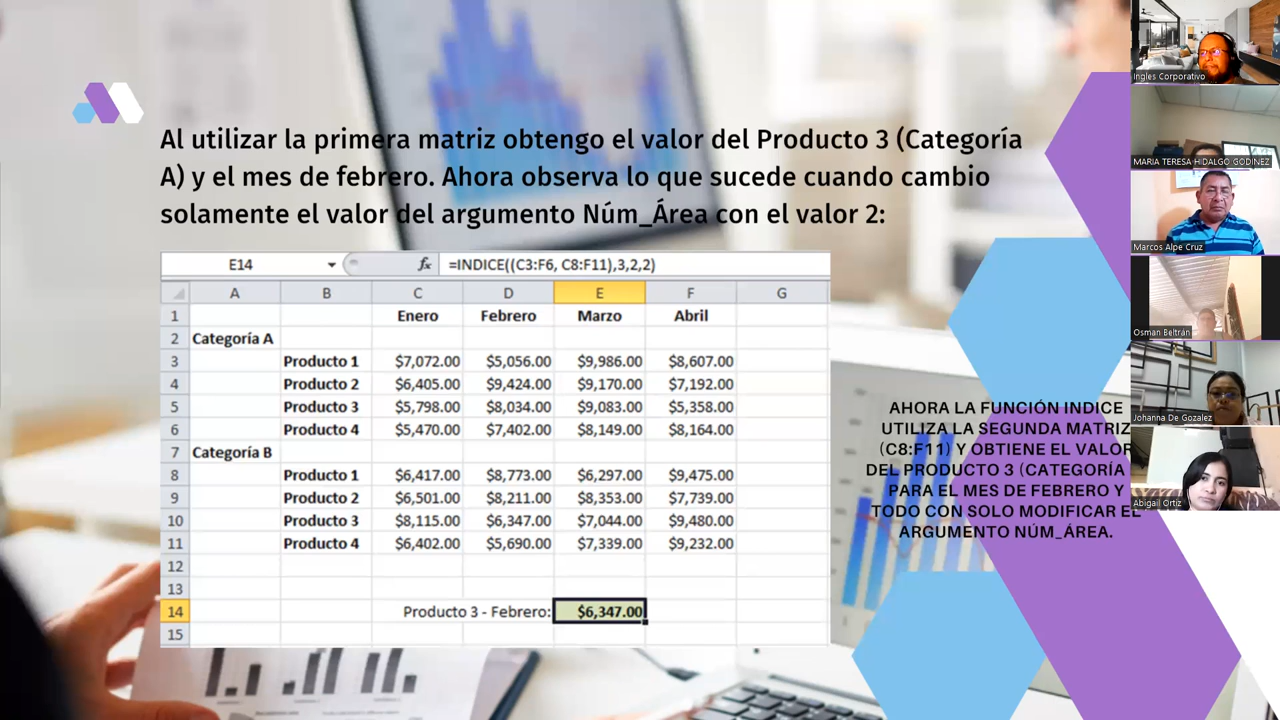 Al utilizar la primera matriz obtengo el valor del Producto 3 (Categoría
A) y el mes de febrero. Ahora observa lo que sucede cuando cambio
solamente el valor del argumento Núm_Área con el valor 2:
E14 fx =INDICE((C3:F6, C8:F11),3,2,2)
A B C D E F G
1 Enero Febrero Marzo Abril
2 Categoría A
3 Producto 1 $7,072.00 $5,056.00 $9,986.00 $8,607.00
4 Producto 2 $6,405.00 $9,424.00 $9,170.00 $7,192.00
5 Producto 3 $5,798.00 $8,034.00 $9,083.00 $5,358.00
6 Producto 4 $5,470.00 $7,402.00 $8,149.00 $8,164.00
7 Categoría B
8 Producto 1 $6,417.00 $8,773.00 $6,297.00 $9,475.00
9 Producto 2 $6,501.00 $8,211.00 $8,353.00 $7,739.00
10 Producto 3 $8,115.00 $6,347.00 $7,044.00 $9,480.00
11 Producto 4 $6,402.00 $5,690.00 $7,339.00 $9,232.00
12
13
14 Producto 3 - Febrero: $6,347.00
15
AHORA LA FUNCIÓN INDICE
UTILIZA LA SEGUNDA MATRIZ
(C8:F11) Y OBTIENE EL VALOR
DEL PRODUCTO 3 (CATEGORÍA
PARA EL MES DE FEBRERO Y
TODO CON SOLO MODIFICAR EL
ARGUMENTO NÚM_ÁREA.
Ingles Corporativo
MARIA TERESA HIDALGO GODINEZ
Marcos Alpe Cruz
Osman Beltrán
Johanna De Gozalez
Abigail Ortiz